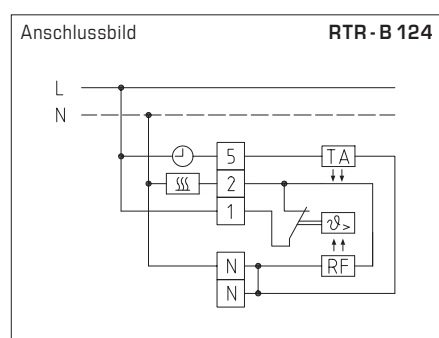 Anschlussbild RTR-B 124
L
N
5 TA
2
1 ϑ>
N RF
N